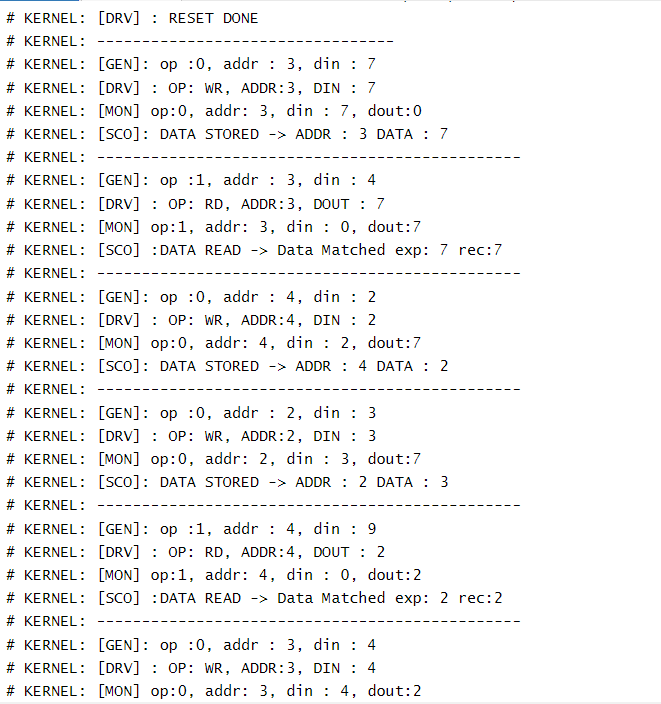 # KERNEL: [DRV] : RESET DONE
# KERNEL: ---------------------------------
# KERNEL: [GEN]: op :0, addr : 3, din : 7
# KERNEL: [DRV] : OP: WR, ADDR:3, DIN : 7
# KERNEL: [MON] op:0, addr: 3, din : 7, dout:0
# KERNEL: [SCO]: DATA STORED -> ADDR : 3 DATA : 7
# KERNEL: -----------------------------------------------
# KERNEL: [GEN]: op :1, addr : 3, din : 4
# KERNEL: [DRV] : OP: RD, ADDR:3, DOUT : 7
# KERNEL: [MON] op:1, addr: 3, din : 0, dout:7
# KERNEL: [SCO] :DATA READ -> Data Matched exp: 7 rec:7
# KERNEL: -----------------------------------------------
# KERNEL: [GEN]: op :0, addr : 4, din : 2
# KERNEL: [DRV] : OP: WR, ADDR:4, DIN : 2
# KERNEL: [MON] op:0, addr: 4, din : 2, dout:7
# KERNEL: [SCO]: DATA STORED -> ADDR : 4 DATA : 2
# KERNEL: -----------------------------------------------
# KERNEL: [GEN]: op :0, addr : 2, din : 3
# KERNEL: [DRV] : OP: WR, ADDR:2, DIN : 3
# KERNEL: [MON] op:0, addr: 2, din : 3, dout:7
# KERNEL: [SCO]: DATA STORED -> ADDR : 2 DATA : 3
# KERNEL: -----------------------------------------------
# KERNEL: [GEN]: op :1, addr : 4, din : 9
# KERNEL: [DRV] : OP: RD, ADDR:4, DOUT : 2
# KERNEL: [MON] op:1, addr: 4, din : 0, dout:2
# KERNEL: [SCO] :DATA READ -> Data Matched exp: 2 rec:2
# KERNEL: -----------------------------------------------
# KERNEL: [GEN]: op :0, addr : 3, din : 4
# KERNEL: [DRV] : OP: WR, ADDR:3, DIN : 4
# KERNEL: [MON] op:0, addr: 3, din : 4, dout:2